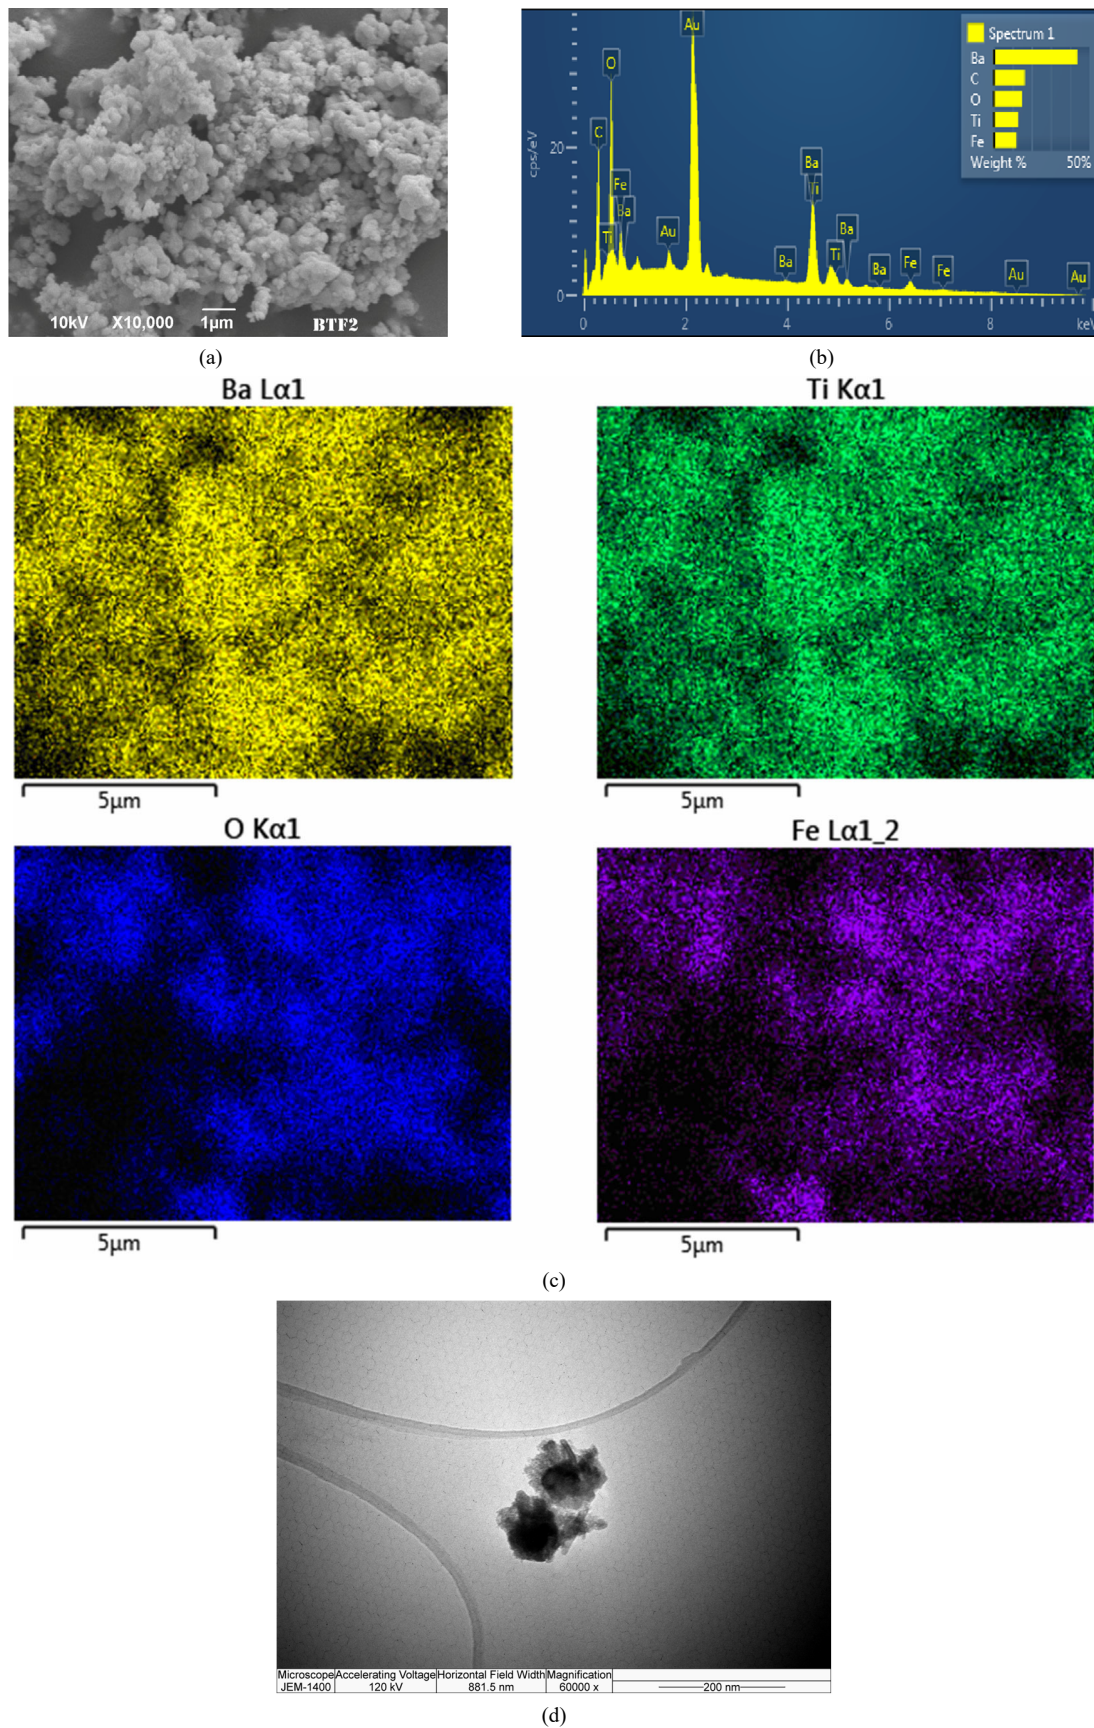 10kV X10,000 1μm BTF2
(a)
Spectrum 1
Ba
C
O
Ti
Fe
Weight % 50%
Au
O
C
Fe
Ba
Ti
Au
Ba
Ti
Ba
Ba
Ti
Ba
Fe
Fe
Au
Au
cps/eV
20
0
0 2 4 6 8 keV
(b)
Ba Lα1
5μm
Ti Kα1
5μm
O Kα1
5μm
Fe Lα1_2
5μm
(c)
Microscope Accelerating Voltage Horizontal Field Width Magnification
JEM-1400 120 kV 881.5 nm 60000 x 200 nm
(d)